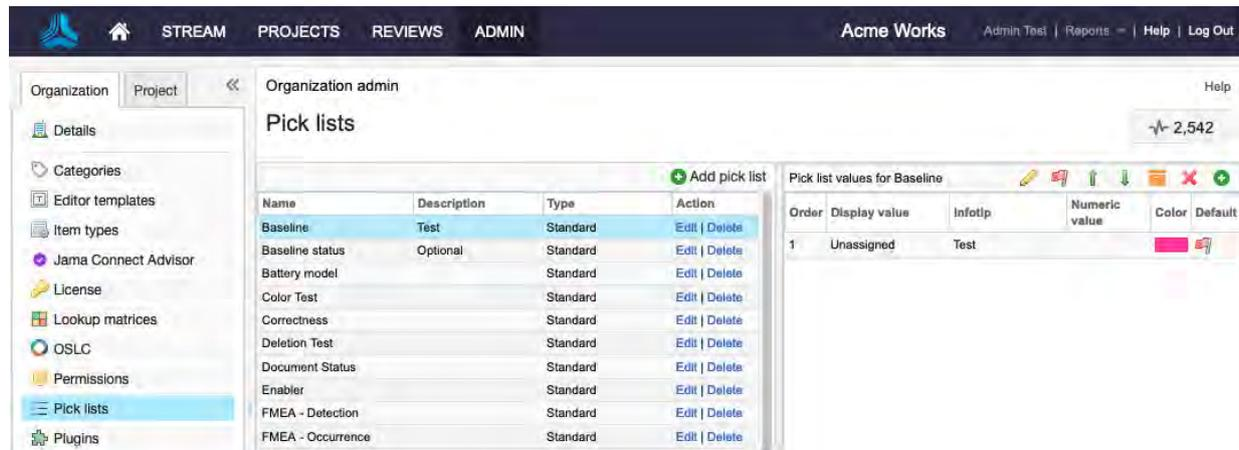 STREAM PROJECTS REVIEWS ADMIN Acme Works Admin Test | Reports | Help | Log Out
Organization Project
Organization admin Help
Details
Pick lists 2,542
Categories
Add pick list Pick list values for Baseline
Editor templates
Name Description Type Action Order Display value Infotip Numeric value Color Default
Item types
Baseline Test Standard Edit | Delete
1 Unassigned Test
Baseline status Optional Standard Edit | Delete
Jama Connect Advisor
Battery model Standard Edit | Delete
License
Color Test Standard Edit | Delete
Lookup matrices
Correctness Standard Edit | Delete
OSLC
Deletion Test Standard Edit | Delete
Document Status Standard Edit | Delete
Permissions
Enabler Standard Edit | Delete
Pick lists
FMEA - Detection Standard Edit | Delete
Plugins
FMEA - Occurrence Standard Edit | Delete